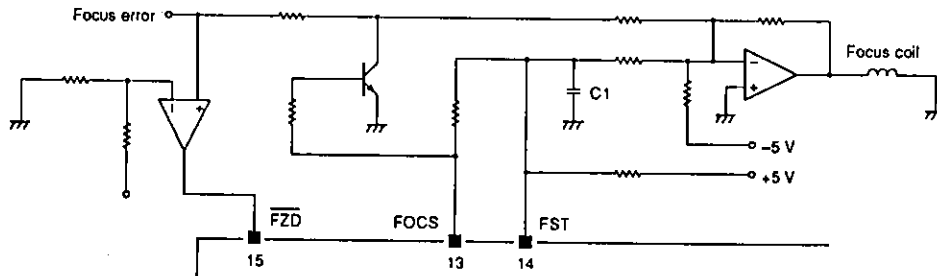 Focus error
Focus coil
C1
−5 V
+5 V
FZD
FOCS
FST
15
13
14